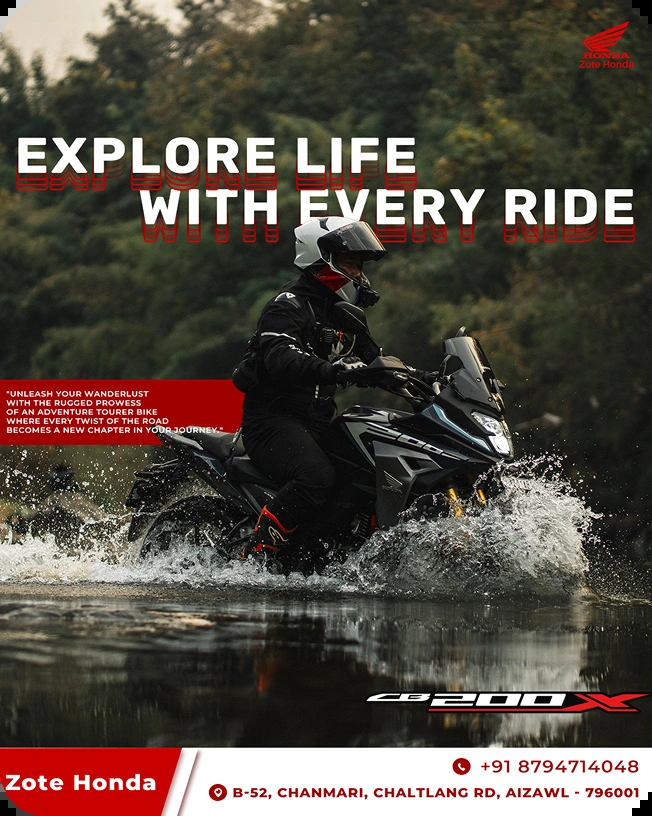 HONDA
Zote Honda
EXPLORE LIFE
WITH EVERY RIDE
"UNLEASH YOUR WANDERLUST
WITH THE RUGGED PROWESS
OF AN ADVENTURE TOURER BIKE
WHERE EVERY TWIST OF THE ROAD
BECOMES A NEW CHAPTER IN YOUR JOURNEY."
CB200X
Zote Honda
+91 8794714048
B-52, CHANMARI, CHALTLANG RD, AIZAWL - 796001